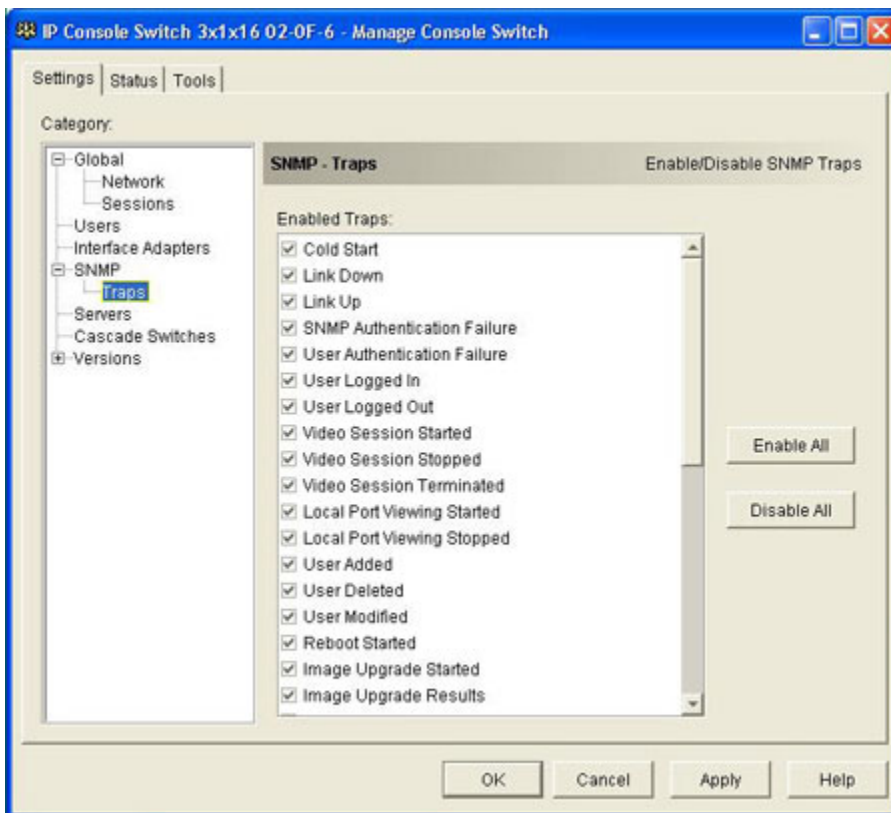 IP Console Switch 3x1x16 02-0F-6 - Manage Console Switch
Settings Status Tools
Category:
Global
Network
Sessions
Users
Interface Adapters
SNMP
Traps
Servers
Cascade Switches
Versions
SNMP - Traps Enable/Disable SNMP Traps
Enabled Traps:
Cold Start
Link Down
Link Up
SNMP Authentication Failure
User Authentication Failure
User Logged In
User Logged Out
Video Session Started
Video Session Stopped
Video Session Terminated
Local Port Viewing Started
Local Port Viewing Stopped
User Added
User Deleted
User Modified
Reboot Started
Image Upgrade Started
Image Upgrade Results
Enable All
Disable All
OK Cancel Apply Help